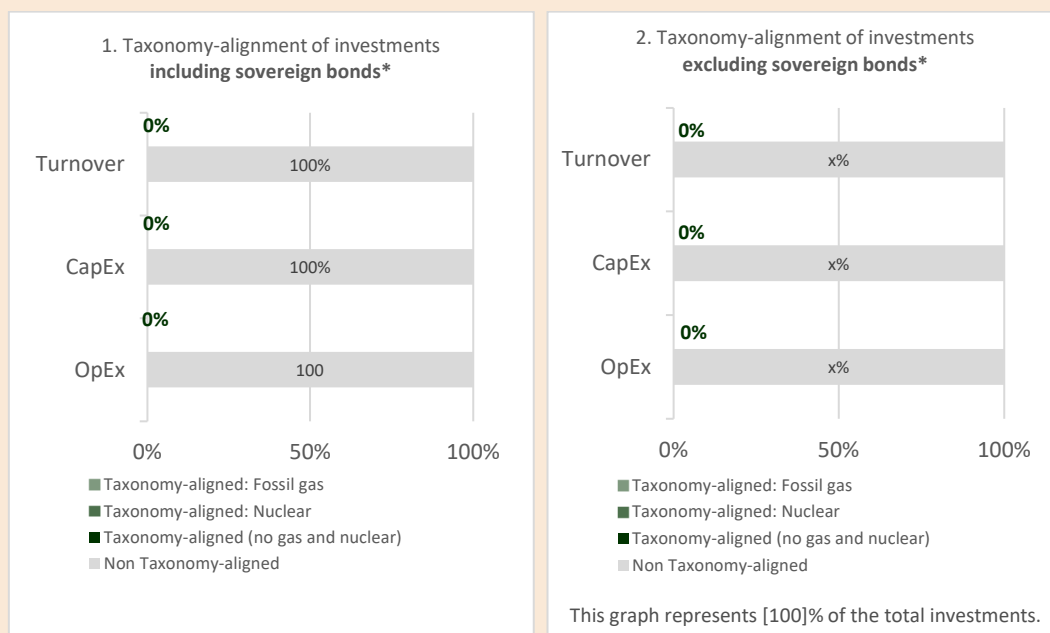 1. Taxonomy-alignment of investments
including sovereign bonds*
0%
Turnover
100%
0%
CapEx
100%
0%
OpEx
100
0%
50%
100%
Taxonomy-aligned: Fossil gas
Taxonomy-aligned: Nuclear
Taxonomy-aligned (no gas and nuclear)
Non Taxonomy-aligned
2. Taxonomy-alignment of investments
excluding sovereign bonds*
0%
Turnover
x%
0%
CapEx
x%
0%
OpEx
x%
0%
50%
100%
Taxonomy-aligned: Fossil gas
Taxonomy-aligned: Nuclear
Taxonomy-aligned (no gas and nuclear)
Non Taxonomy-aligned
This graph represents [100]% of the total investments.